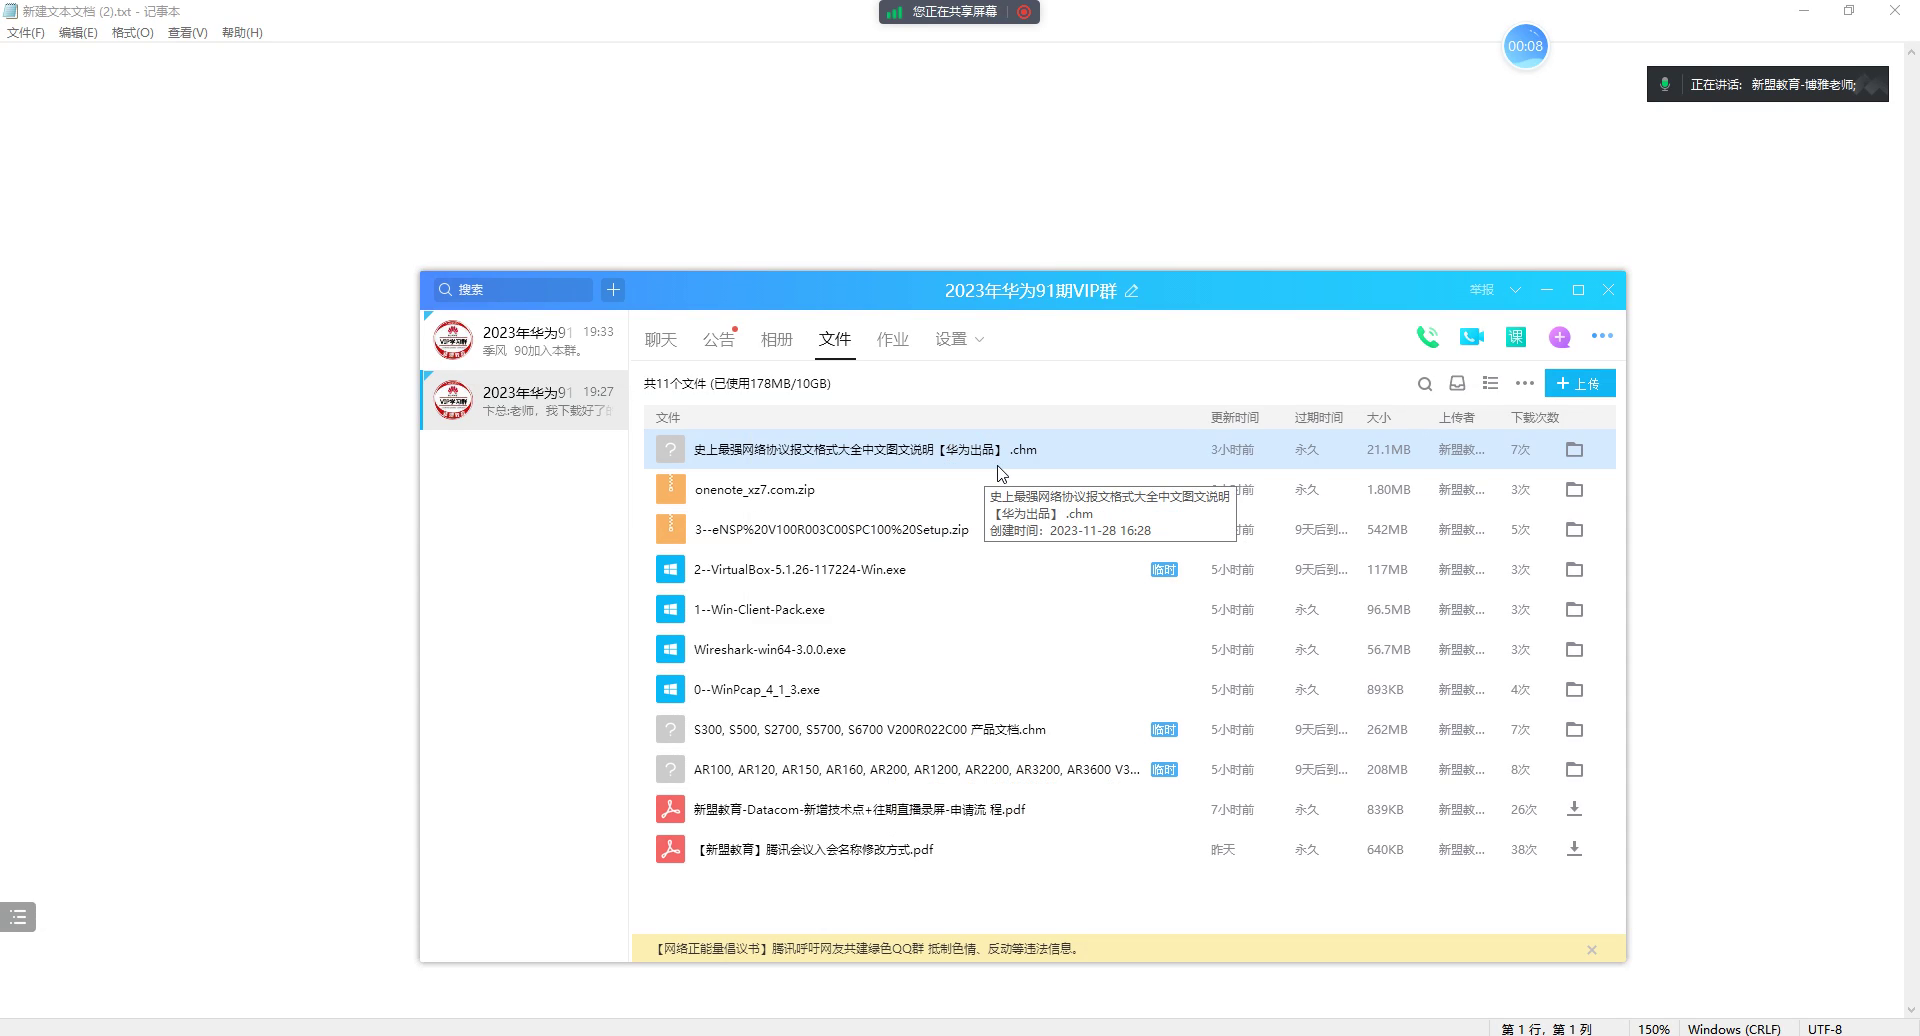 新建文本文档 (2).txt - 记事本
您正在共享屏幕
文件(F) 编辑(E) 格式(O) 查看(V) 帮助(H)
00:08
正在讲话: 新盟教育-博雅老师;
搜索
2023年华为91期VIP群
举报
2023年华为91 19:33
季风 90加入本群。
2023年华为91 19:27
卞总:老师，我下载好了的
聊天 公告 相册 文件 作业 设置
课
共11个文件 (已使用178MB/10GB)
上传
文件 更新时间 过期时间 大小 上传者 下载次数
史上最强网络协议报文格式大全中文图文说明【华为出品】 .chm 3小时前 永久 21.1MB 新盟教... 7次
onenote_xz7.com.zip 永久 1.80MB 新盟教... 3次
史上最强网络协议报文格式大全中文图文说明
【华为出品】 .chm
创建时间：2023-11-28 16:28
3--eNSP%20V100R003C00SPC100%20Setup.zip 9天后到... 542MB 新盟教... 5次
2--VirtualBox-5.1.26-117224-Win.exe 临时 5小时前 9天后到... 117MB 新盟教... 3次
1--Win-Client-Pack.exe 5小时前 永久 96.5MB 新盟教... 3次
Wireshark-win64-3.0.0.exe 5小时前 永久 56.7MB 新盟教... 3次
0--WinPcap_4_1_3.exe 5小时前 永久 893KB 新盟教... 4次
S300, S500, S2700, S5700, S6700 V200R022C00 产品文档.chm 临时 5小时前 9天后到... 262MB 新盟教... 7次
AR100, AR120, AR150, AR160, AR200, AR1200, AR2200, AR3200, AR3600 V3... 临时 5小时前 9天后到... 208MB 新盟教... 8次
新盟教育-Datacom-新增技术点+往期直播录屏-申请流 程.pdf 7小时前 永久 839KB 新盟教... 26次
【新盟教育】腾讯会议入会名称修改方式.pdf 昨天 永久 640KB 新盟教... 38次
【网络正能量倡议书】腾讯呼吁网友共建绿色QQ群 抵制色情、反动等违法信息。
第 1 行，第 1 列 150% Windows (CRLF) UTF-8